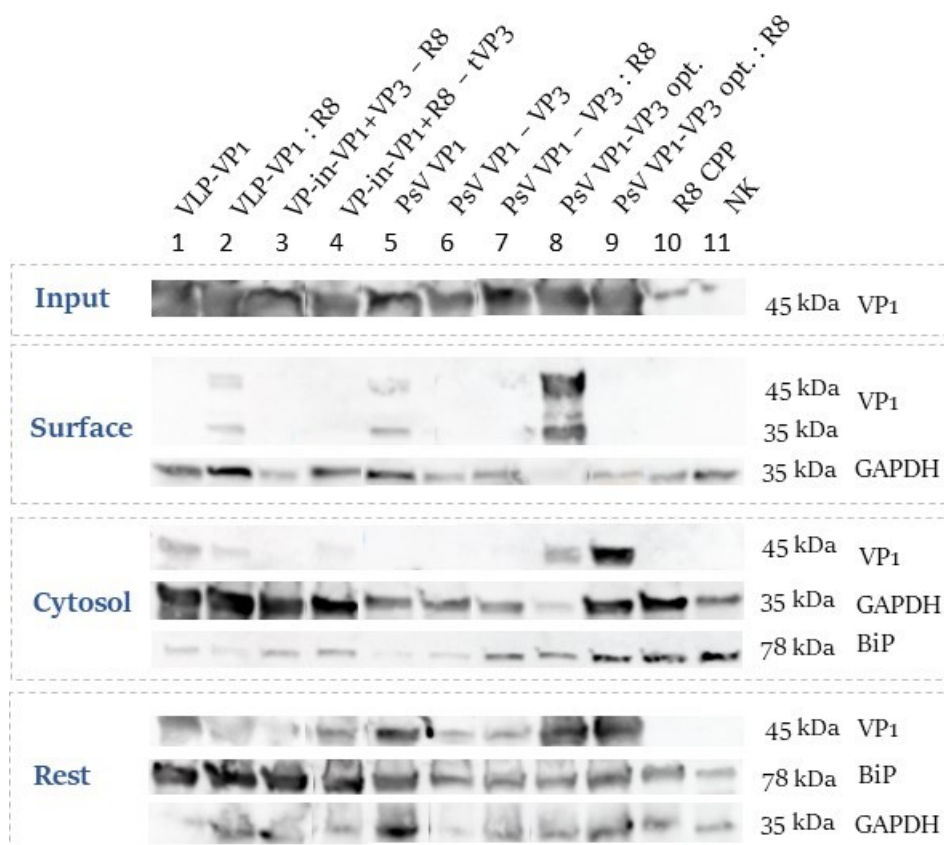 VLP-VP1
VLP-VP1 : R8
VP-in-VP1+VP3 – R8
VP-in-VP1+R8 – tVP3
PsV VP1
PsV VP1 – VP3
PsV VP1 – VP3 : R8
PsV VP1-VP3 opt.
PsV VP1-VP3 opt. : R8
R8 CPP
NK
1 2 3 4 5 6 7 8 9 10 11
Input 45 kDa VP1
Surface
45 kDa VP1
35 kDa
35 kDa GAPDH
Cytosol
45 kDa VP1
35 kDa GAPDH
78 kDa BiP
Rest
45 kDa VP1
78 kDa BiP
35 kDa GAPDH